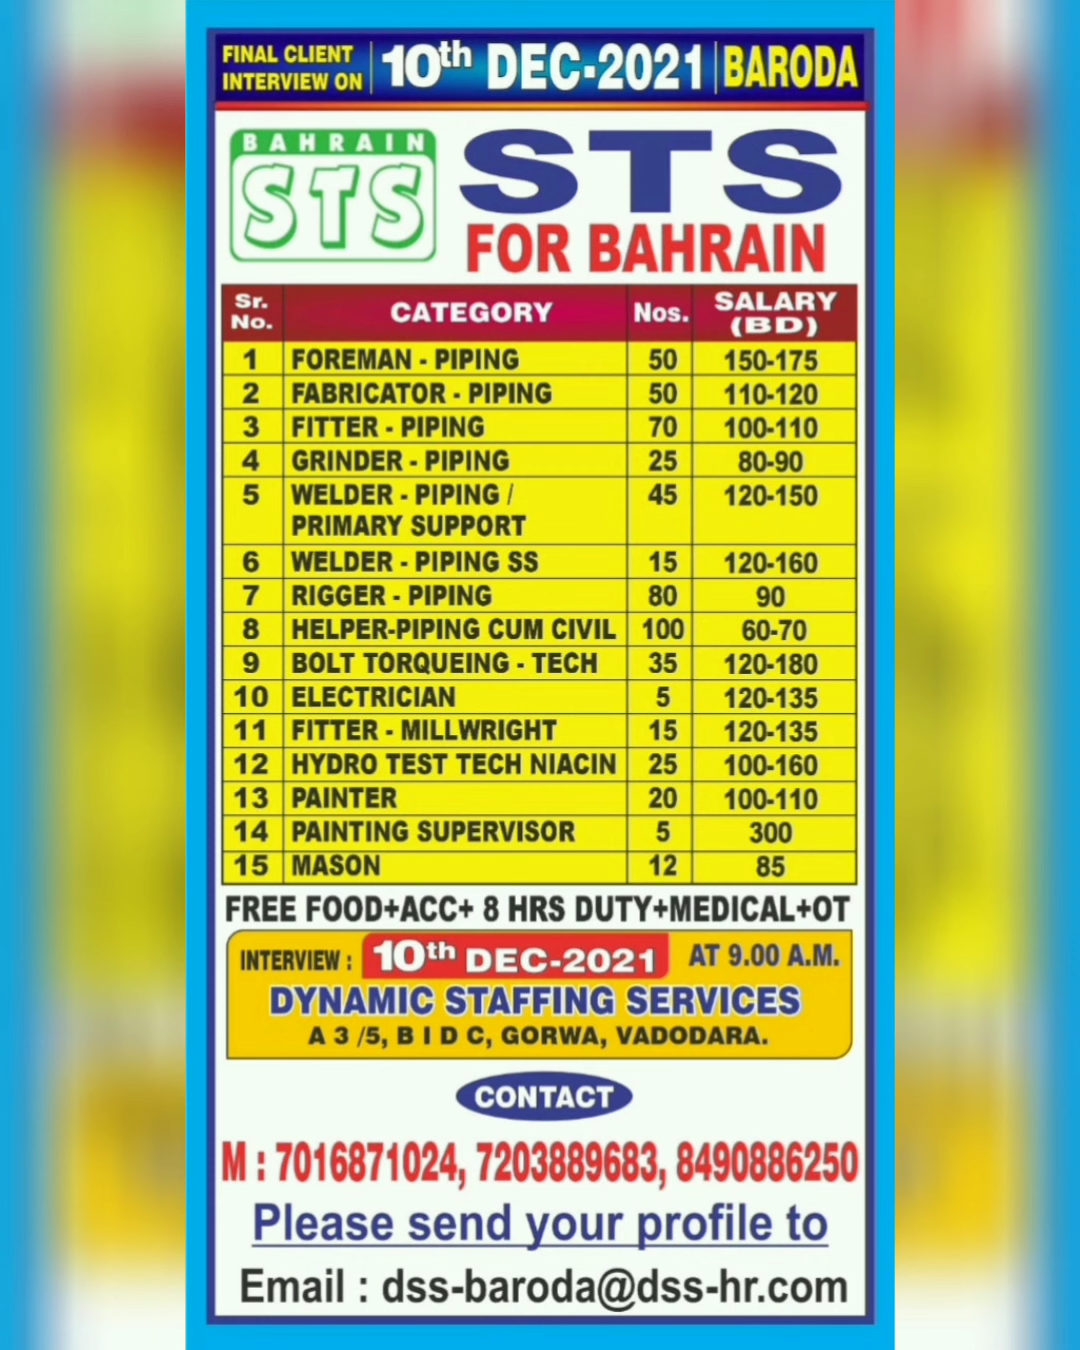 FINAL CLIENT
INTERVIEW ON
10th DEC-2021
BARODA
BAHRAIN
STS
STS
FOR BAHRAIN
Sr. No. CATEGORY Nos. SALARY (BD)
1 FOREMAN - PIPING 50 150-175
2 FABRICATOR - PIPING 50 110-120
3 FITTER - PIPING 70 100-110
4 GRINDER - PIPING 25 80-90
5 WELDER - PIPING / 45 120-150
PRIMARY SUPPORT
6 WELDER - PIPING SS 15 120-160
7 RIGGER - PIPING 80 90
8 HELPER-PIPING CUM CIVIL 100 60-70
9 BOLT TORQUEING - TECH 35 120-180
10 ELECTRICIAN 5 120-135
11 FITTER - MILLWRIGHT 15 120-135
12 HYDRO TEST TECH NIACIN 25 100-160
13 PAINTER 20 100-110
14 PAINTING SUPERVISOR 5 300
15 MASON 12 85
FREE FOOD+ACC+ 8 HRS DUTY+MEDICAL+OT
INTERVIEW : 10th DEC-2021 AT 9.00 A.M.
DYNAMIC STAFFING SERVICES
A 3 /5, B I D C, GORWA, VADODARA.
CONTACT
M : 7016871024, 7203889683, 8490886250
Please send your profile to
Email : dss-baroda@dss-hr.com